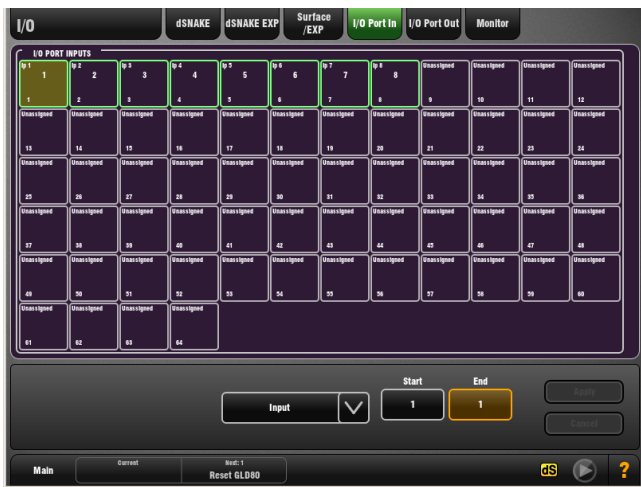 I/O
dSNAKE
dSNAKE EXP
Surface
/EXP
I/O Port In
I/O Port Out
Monitor
I/O PORT INPUTS
Ip 1 Ip 2 Ip 3 Ip 4 Ip 5 Ip 6 Ip 7 Ip 8 Unassigned Unassigned Unassigned Unassigned
1 2 3 4 5 6 7 8
1 2 3 4 5 6 7 8 9 10 11 12
Unassigned Unassigned Unassigned Unassigned Unassigned Unassigned Unassigned Unassigned Unassigned Unassigned Unassigned Unassigned
13 14 15 16 17 18 19 20 21 22 23 24
Unassigned Unassigned Unassigned Unassigned Unassigned Unassigned Unassigned Unassigned Unassigned Unassigned Unassigned Unassigned
25 26 27 28 29 30 31 32 33 34 35 36
Unassigned Unassigned Unassigned Unassigned Unassigned Unassigned Unassigned Unassigned Unassigned Unassigned Unassigned Unassigned
37 38 39 40 41 42 43 44 45 46 47 48
Unassigned Unassigned Unassigned Unassigned Unassigned Unassigned Unassigned Unassigned Unassigned Unassigned Unassigned Unassigned
49 50 51 52 53 54 55 56 57 58 59 60
Unassigned Unassigned Unassigned Unassigned
61 62 63 64
Start End
Input 1 1
Apply
Cancel
Main
Current
Next: 1
Reset GLD80
dS
?